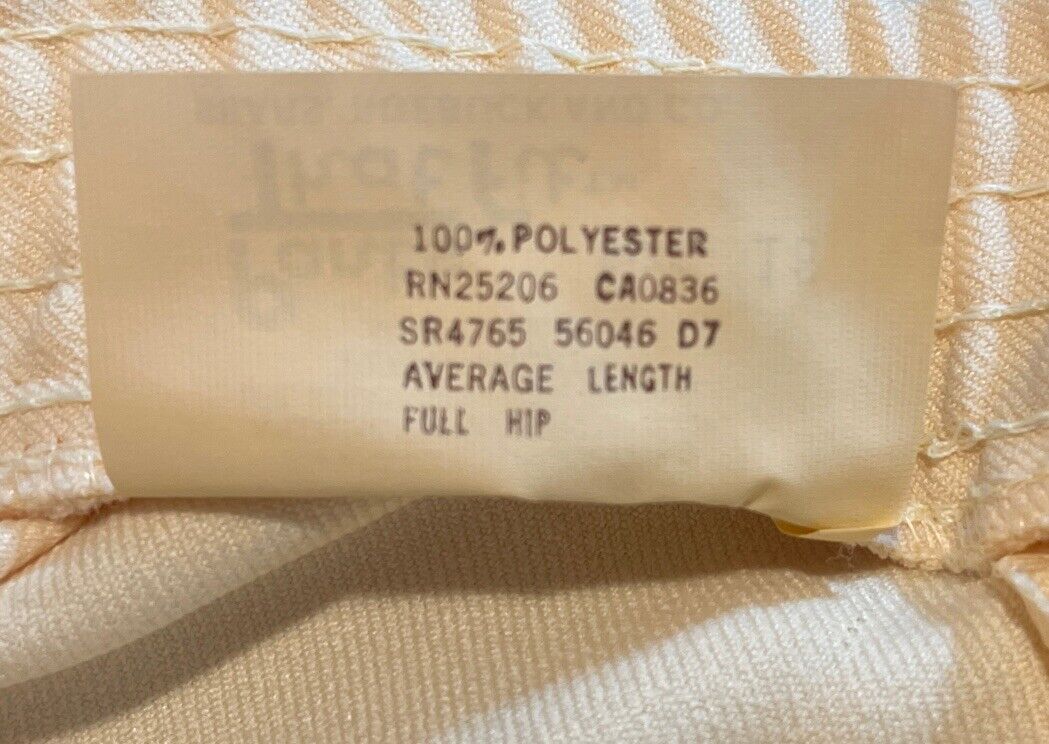 100% POLYESTER
RN25206 CA0836
SR4765 56046 D7
AVERAGE LENGTH
FULL HIP